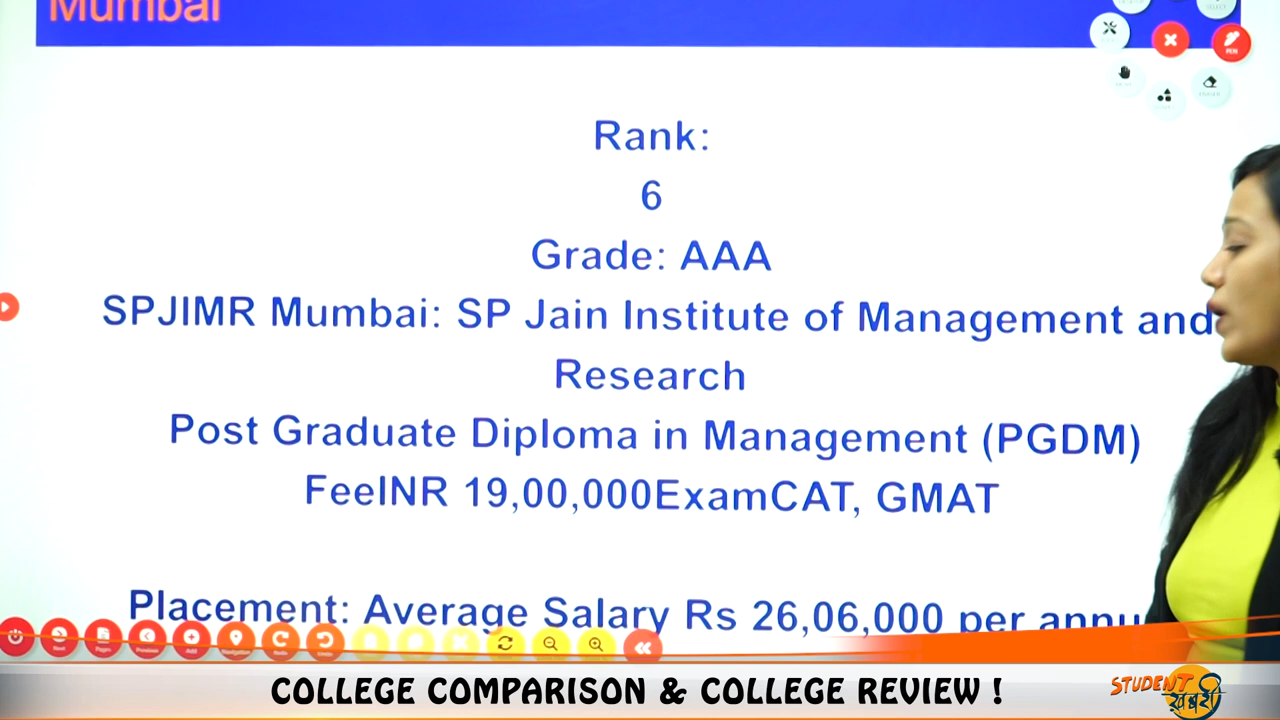 Mumbai
PEN
Rank:
6
Grade: AAA
SPJIMR Mumbai: SP Jain Institute of Management and
Research
Post Graduate Diploma in Management (PGDM)
FeeINR 19,00,000ExamCAT, GMAT
Placement: Average Salary Rs 26,06,000 per annu
COLLEGE COMPARISON & COLLEGE REVIEW !
STUDENT
खबरी